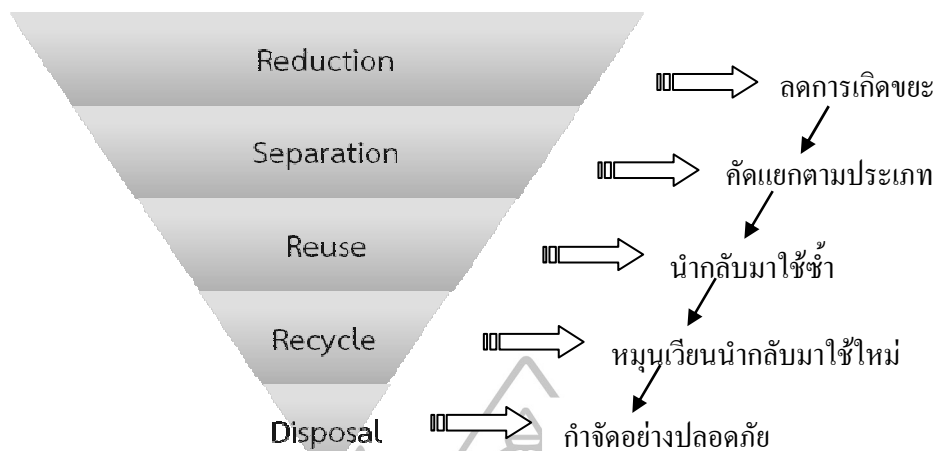 Reduction
ลดการเกิดขยะ
Separation
คัดแยกตามประเภท
Reuse
นำกลับมาใช้ซ้ำ
Recycle
หมุนเวียนนำกลับมาใช้ใหม่
Disposal
กำจัดอย่างปลอดภัย